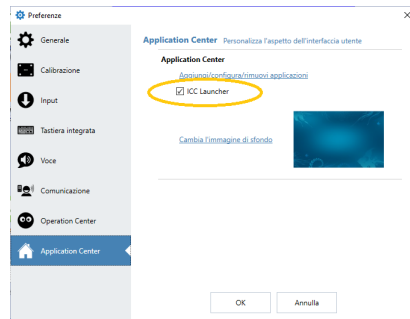 Preferenze
Generale
Calibrazione
Input
Tastiera integrata
Voce
Comunicazione
Operation Center
Application Center
Application Center Personalizza l'aspetto dell'interfaccia utente
Application Center
Aggiungi/configura/rimuovi applicazioni
ICC Launcher
Cambia l'immagine di sfondo
OK Annulla